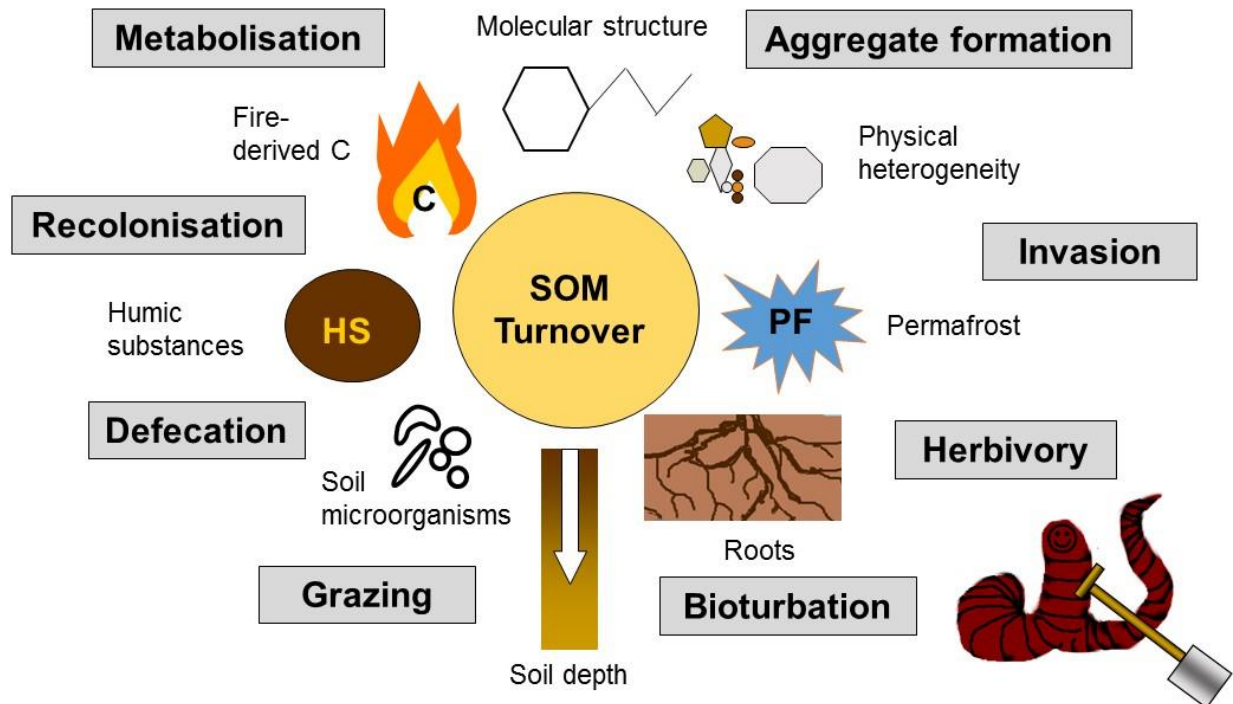 Metabolisation
Molecular structure
Aggregate formation
Fire-
derived C
C
Physical
heterogeneity
Recolonisation
Invasion
SOM
Turnover
Humic
substances
HS
PF
Permafrost
Defecation
Herbivory
Soil
microorganisms
Roots
Grazing
Bioturbation
Soil depth